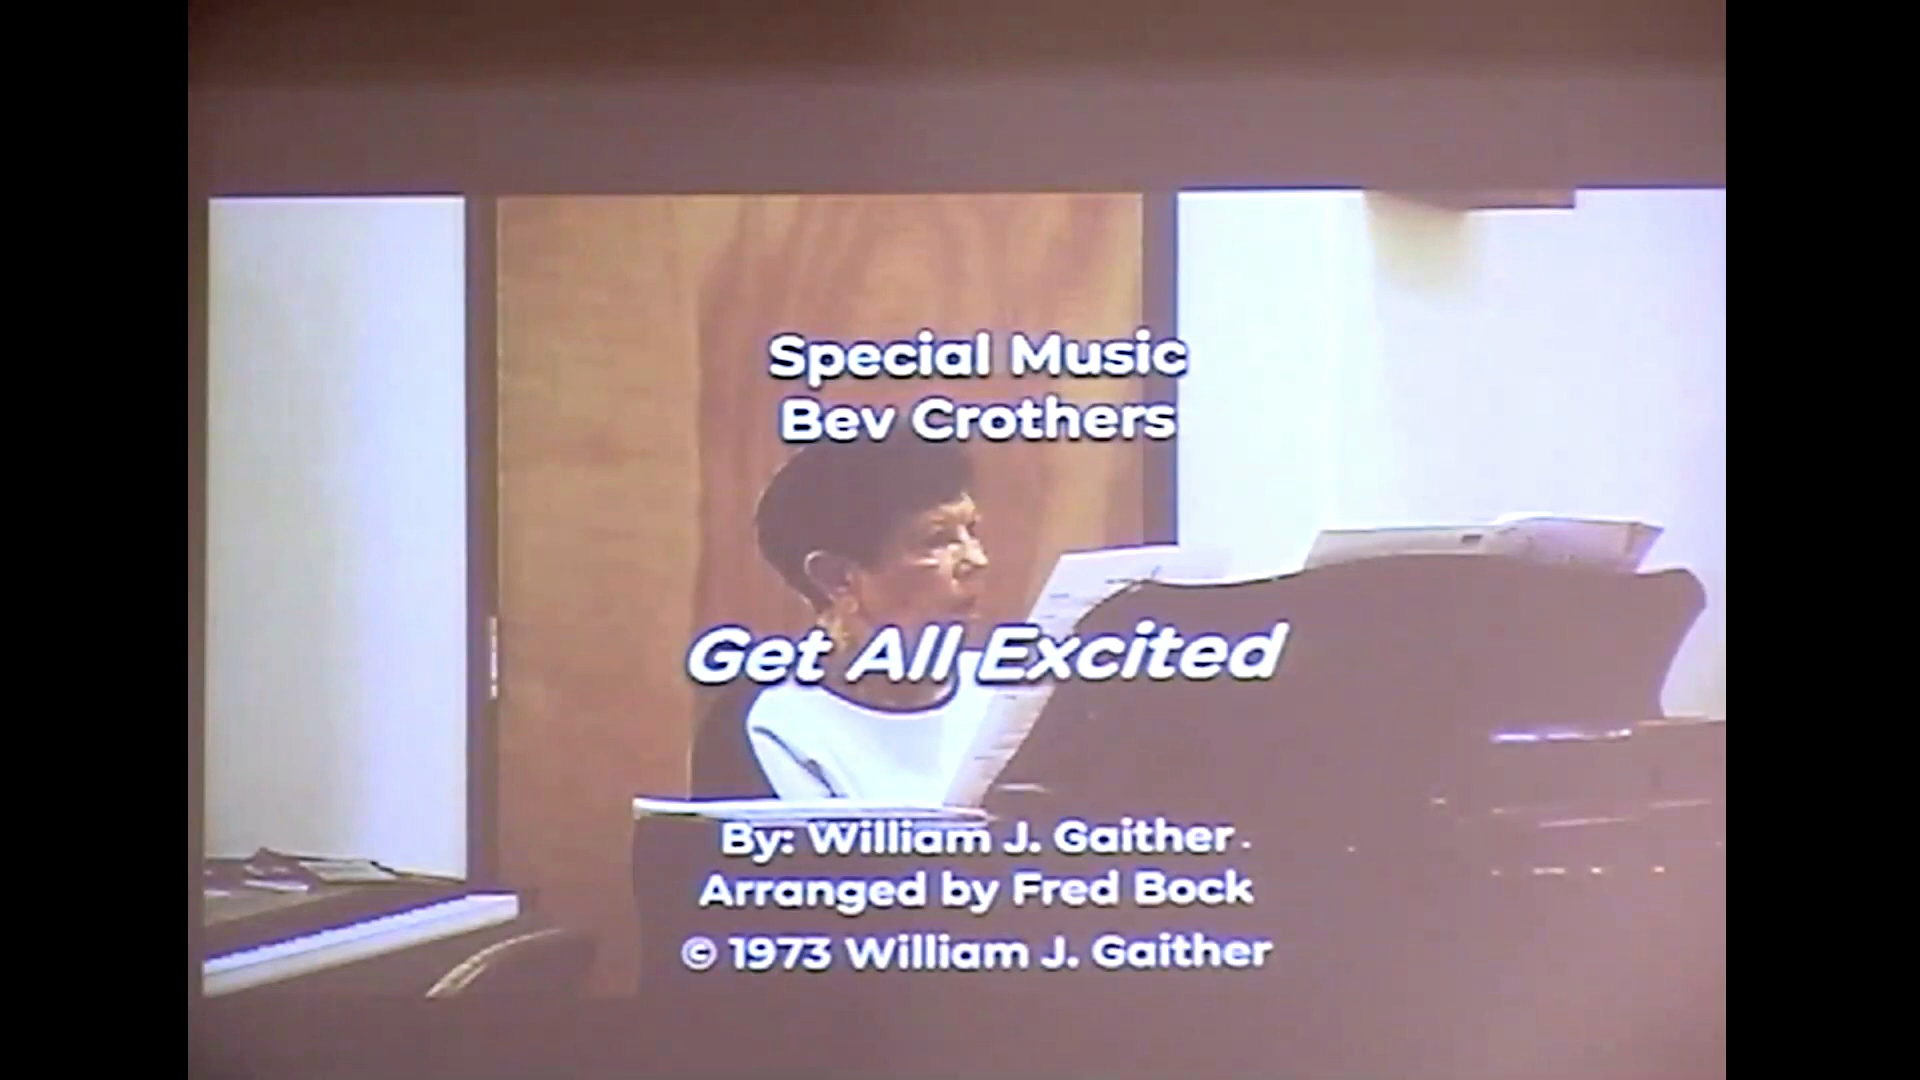 Special Music
Bev Crothers
Get All Excited
By: William J. Gaither
Arranged by Fred Bock
© 1973 William J. Gaither